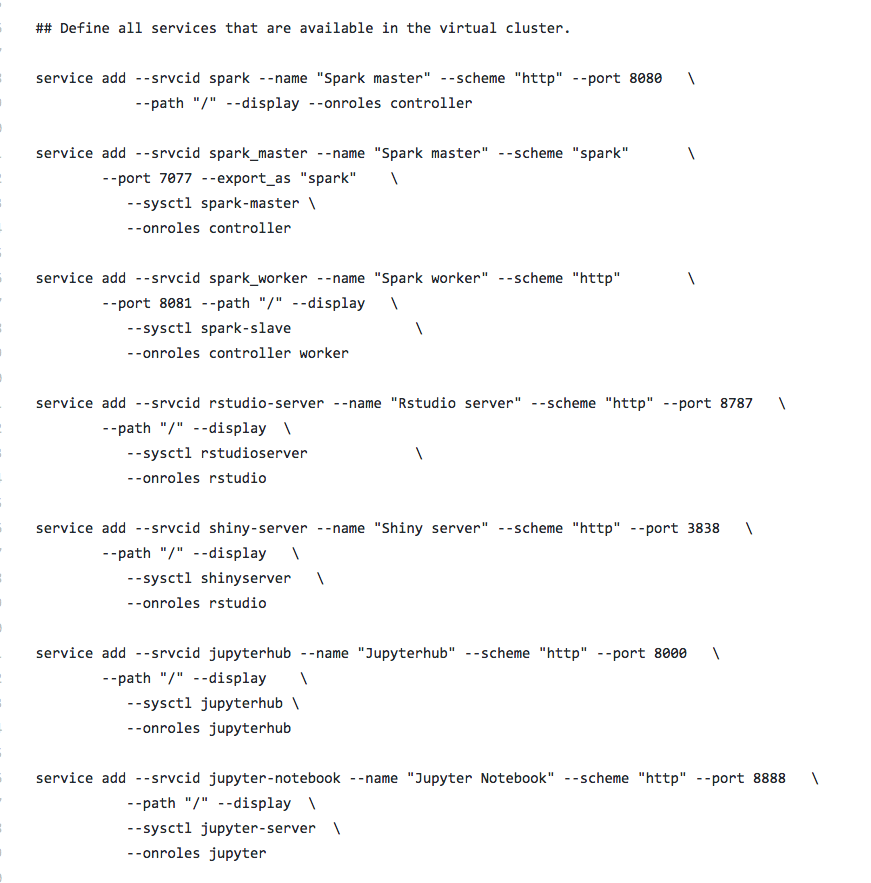 ## Define all services that are available in the virtual cluster.
service add --srvcid spark --name "Spark master" --scheme "http" --port 8080 \
--path "/" --display --onroles controller
service add --srvcid spark_master --name "Spark master" --scheme "spark" \
--port 7077 --export_as "spark" \
--sysctl spark-master \
--onroles controller
service add --srvcid spark_worker --name "Spark worker" --scheme "http" \
--port 8081 --path "/" --display \
--sysctl spark-slave \
--onroles controller worker
service add --srvcid rstudio-server --name "Rstudio server" --scheme "http" --port 8787 \
--path "/" --display \
--sysctl rstudioserver \
--onroles rstudio
service add --srvcid shiny-server --name "Shiny server" --scheme "http" --port 3838 \
--path "/" --display \
--sysctl shinyserver \
--onroles rstudio
service add --srvcid jupyterhub --name "Jupyterhub" --scheme "http" --port 8000 \
--path "/" --display \
--sysctl jupyterhub \
--onroles jupyterhub
service add --srvcid jupyter-notebook --name "Jupyter Notebook" --scheme "http" --port 8888 \
--path "/" --display \
--sysctl jupyter-server \
--onroles jupyter